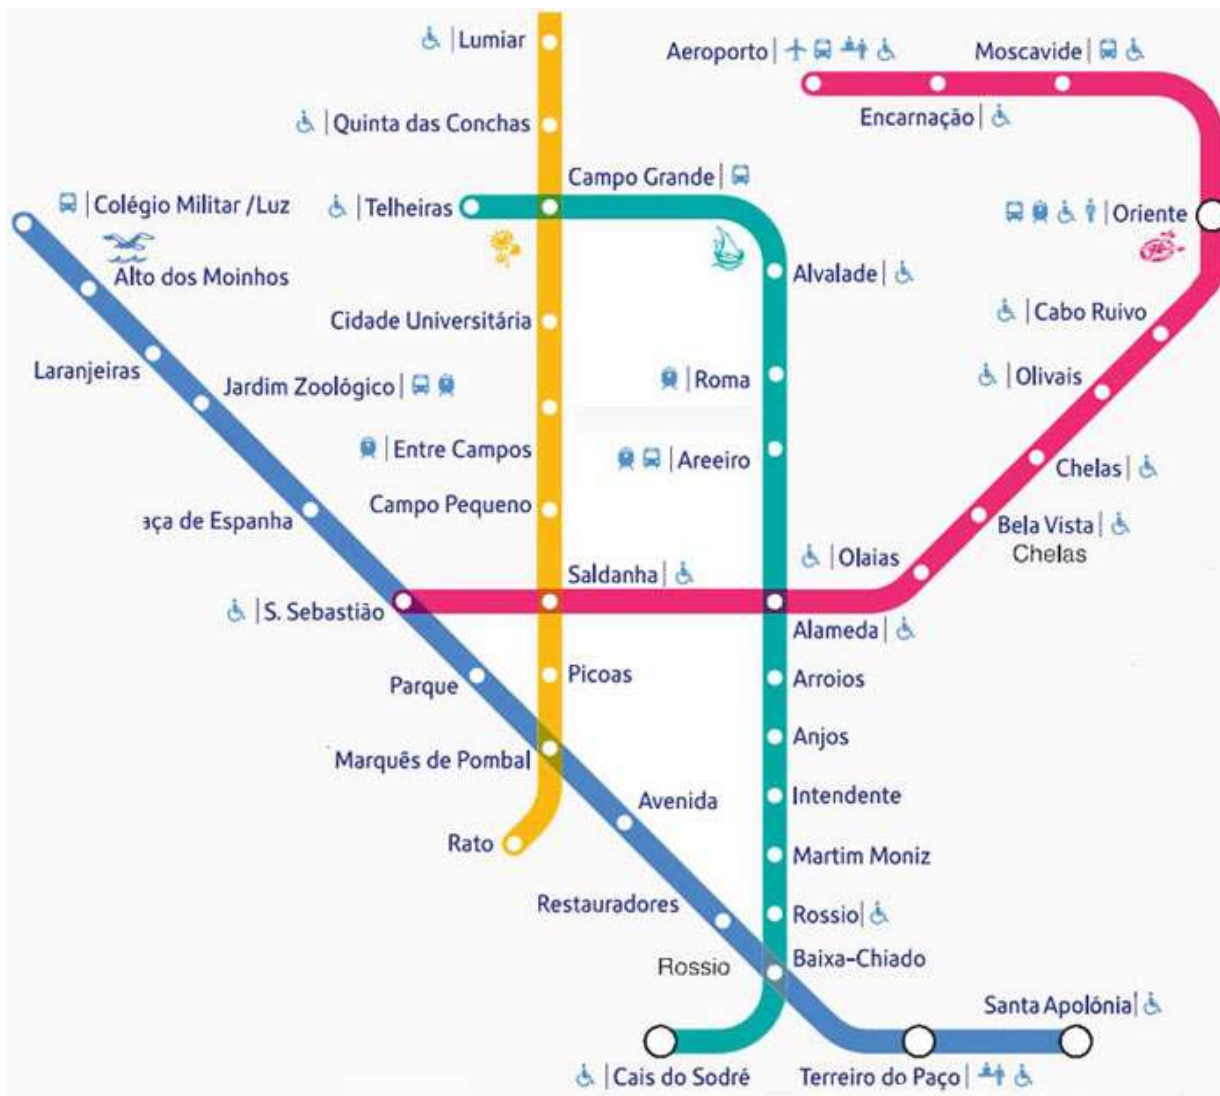 Lumiar
Aeroporto
Moscavide
Encarnação
Quinta das Conchas
Campo Grande
Colégio Militar /Luz
Telheiras
Oriente
Alto dos Moinhos
Alvalade
Cabo Ruivo
Cidade Universitária
Laranjeiras
Jardim Zoológico
Roma
Olivais
Entre Campos
Areeiro
Chelas
Campo Pequeno
aça de Espanha
Bela Vista
Chelas
Olaias
Saldanha
S. Sebastião
Alameda
Parque
Picoas
Arroios
Anjos
Marquês de Pombal
Avenida
Intendente
Rato
Martim Moniz
Restauradores
Rossio
Baixa-Chiado
Rossio
Santa Apolónia
Cais do Sodré
Terreiro do Paço